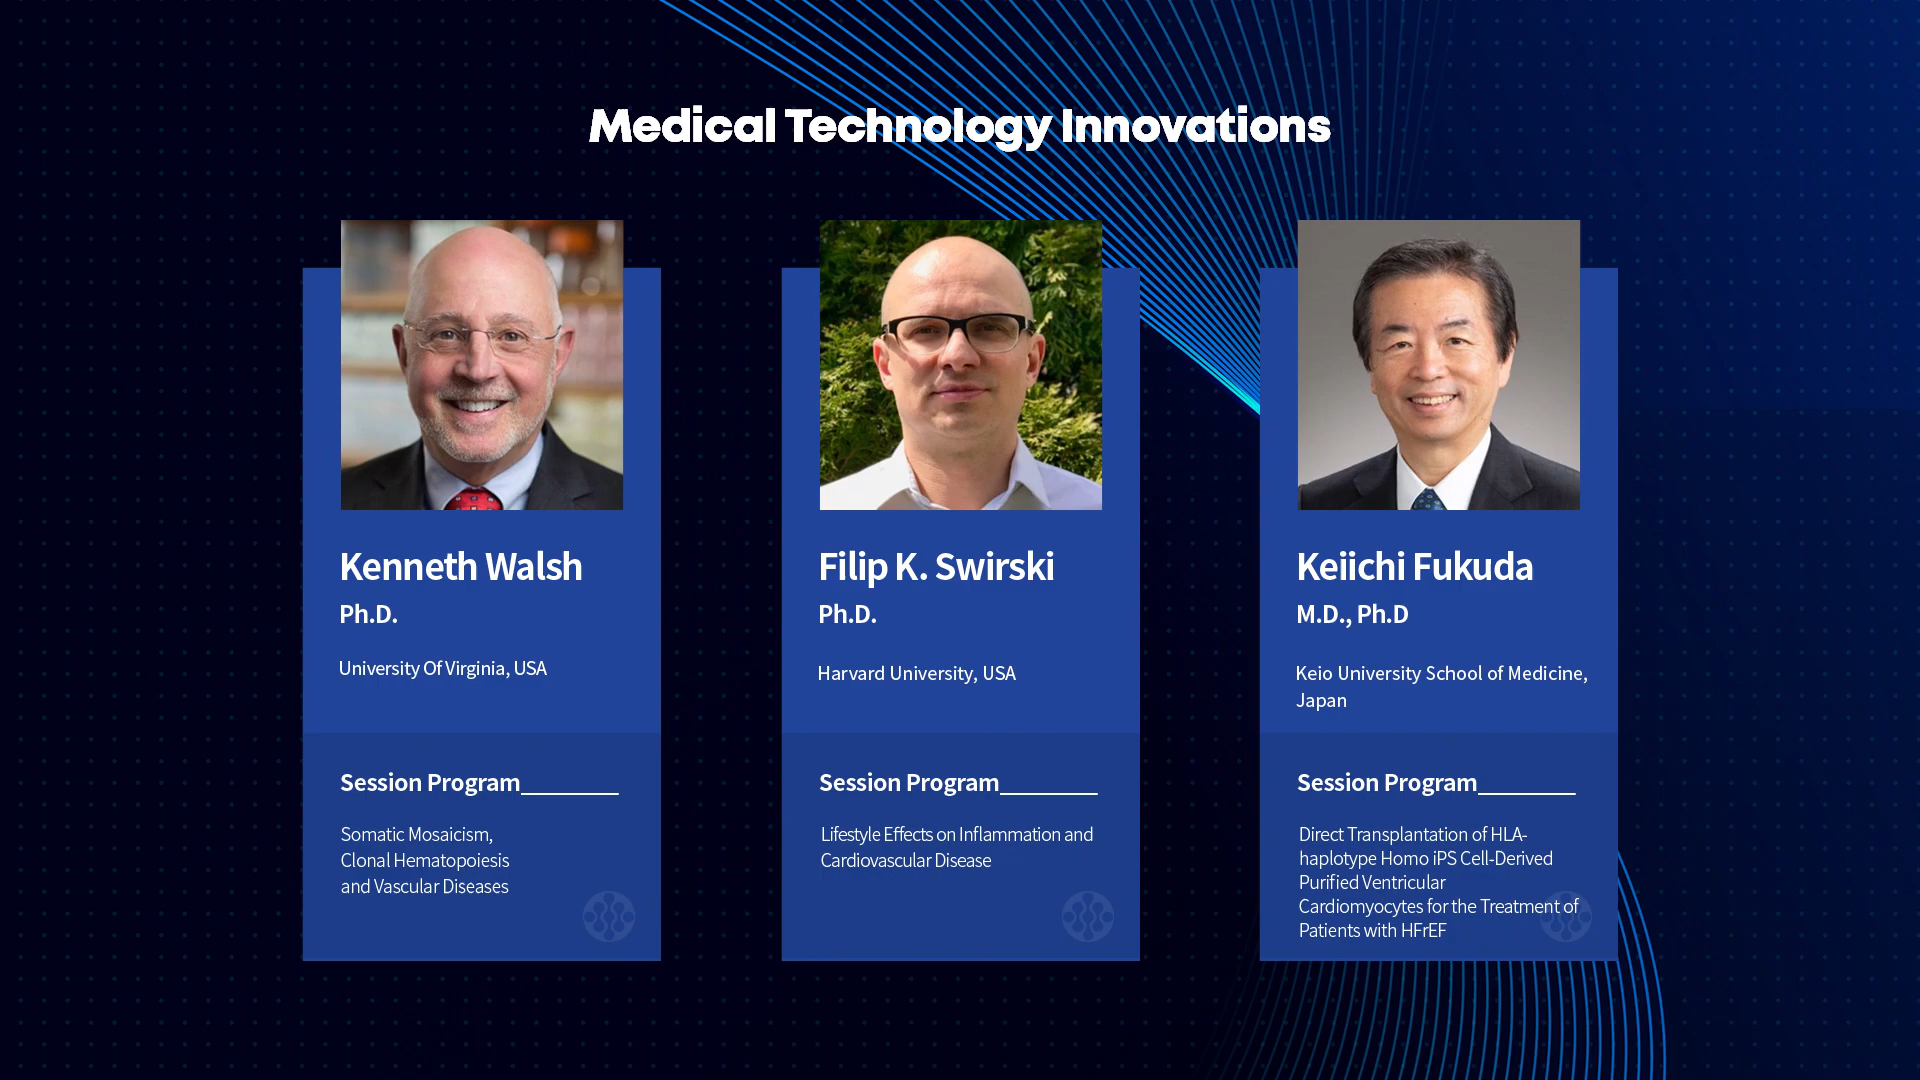 Medical Technology Innovations
Kenneth Walsh
Ph.D.
University Of Virginia, USA
Session Program_________
Somatic Mosaicism,
Clonal Hematopoiesis
and Vascular Diseases
Filip K. Swirski
Ph.D.
Harvard University, USA
Session Program_________
Lifestyle Effects on Inflammation and
Cardiovascular Disease
Keiichi Fukuda
M.D., Ph.D
Keio University School of Medicine,
Japan
Session Program_________
Direct Transplantation of HLA-
haplotype Homo iPS Cell-Derived
Purified Ventricular
Cardiomyocytes for the Treatment of
Patients with HFrEF